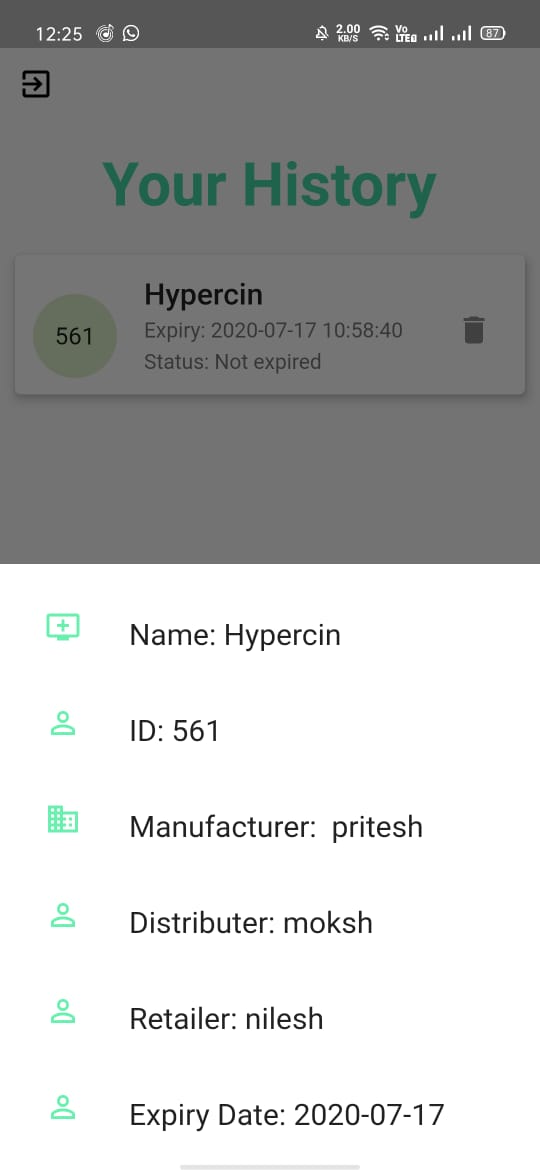 12:25 2.00 KB/S Vo LTE 87
Your History
561
Hypercin
Expiry: 2020-07-17 10:58:40
Status: Not expired
Name: Hypercin
ID: 561
Manufacturer:  pritesh
Distributer: moksh
Retailer: nilesh
Expiry Date: 2020-07-17